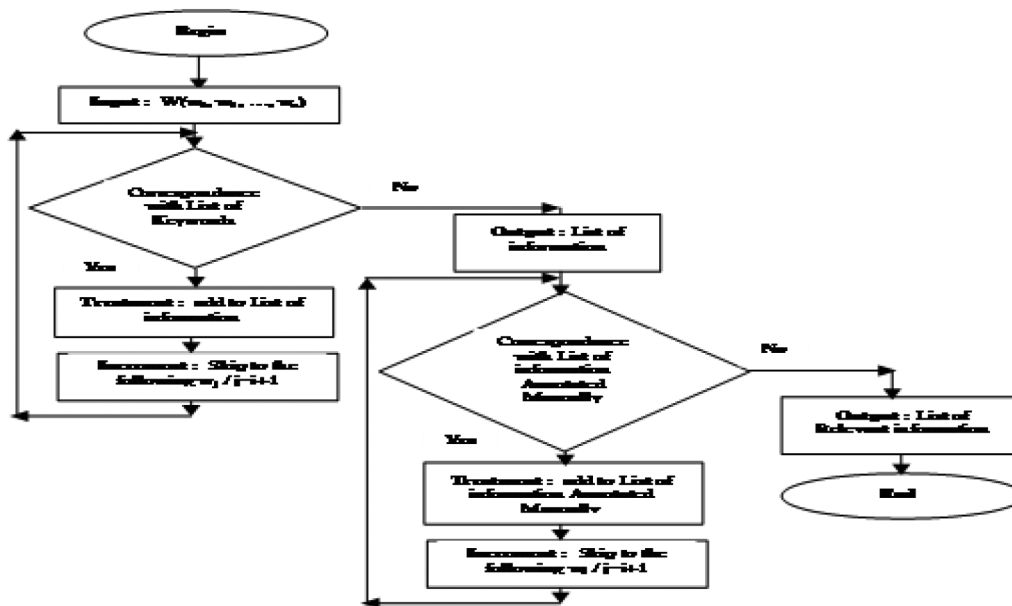 Begin
Input : W(w₁, w₂, ..., wₙ)
Correspondence
with List of
Keywords
No
Yes
Treatment : add to List of
information
Increment : Skip to the
following wⱼ / j=i+1
Output : List of
information
Correspondence
with List of
information
Annotated
Manually
No
Yes
Treatment : add to List of
information Annotated
Manually
Increment : Skip to the
following / j=i+1
Output : List of
Relevant information
End